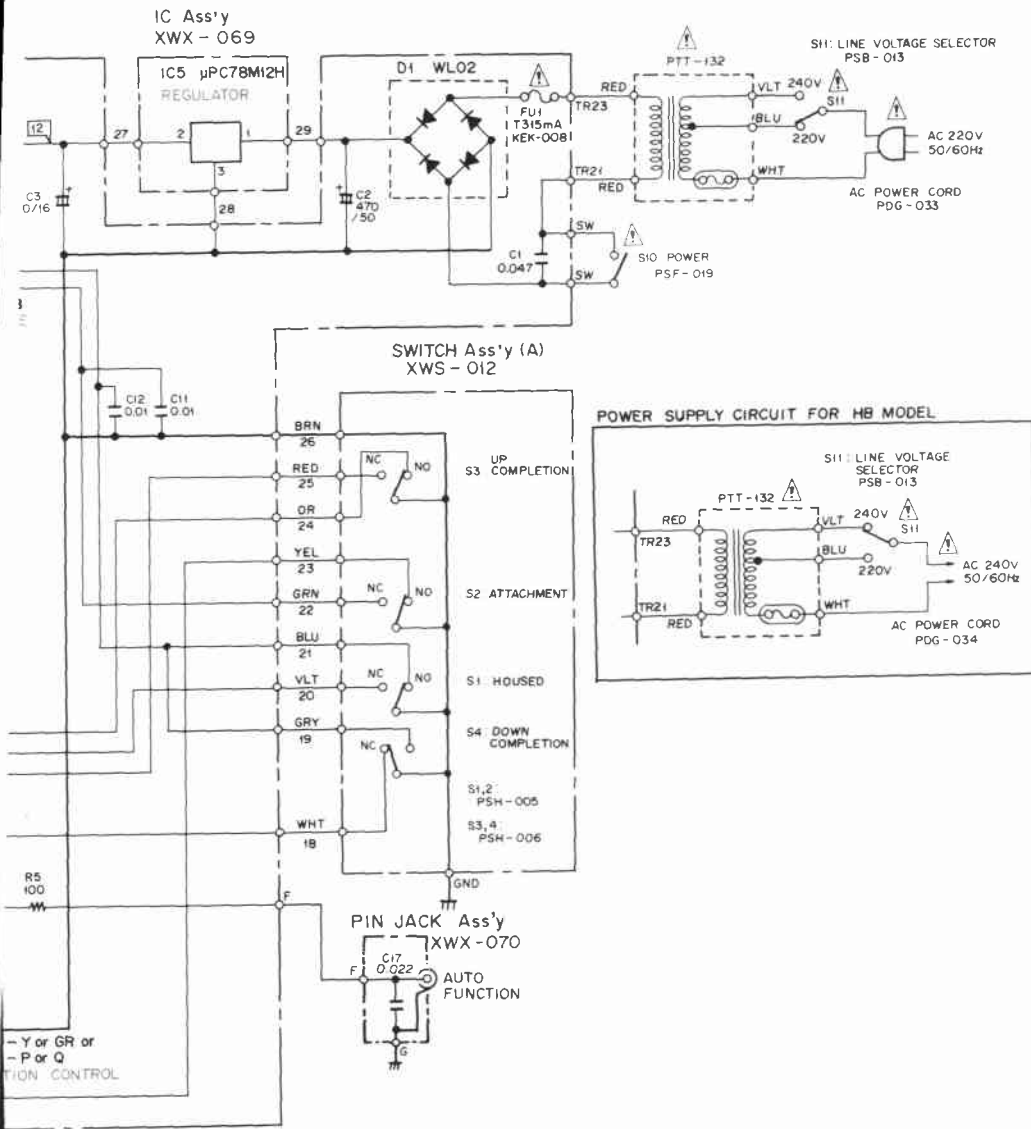 IC Ass'y
XWX-069
IC5 µPC78M12H
REGULATOR
12
27
2
1
29
3
28
C3
0/16
C2
470
/50
D1 WL02
FU1
T315mA
KEK-008
TR23
RED
TR21
RED
PTT-132
VLT 240V
BLU
220V
S11
WHT
S11: LINE VOLTAGE SELECTOR
PSB-013
AC 220V
50/60Hz
AC POWER CORD
PDG-033
SW
C1
0.047
SW
S10 POWER
PSF-019
C12
0.01
C11
0.01
SWITCH Ass'y (A)
XWS-012
BRN
26
RED
25
OR
24
YEL
23
GRN
22
BLU
21
VLT
20
GRY
19
WHT
18
NC
NO
S3 UP
COMPLETION
NC
NO
S2 ATTACHMENT
NC
NO
S1 HOUSED
NC
S4 DOWN
COMPLETION
S1,2:
PSH-005
S3,4:
PSH-006
GND
R5
100
F
PIN JACK Ass'y
XWX-070
F
C17
0.022
AUTO
FUNCTION
G
- Y or GR or
- P or Q
TION CONTROL
POWER SUPPLY CIRCUIT FOR HB MODEL
S11: LINE VOLTAGE
SELECTOR
PSB-013
PTT-132
RED
TR23
TR21
RED
VLT
240V
S11
BLU
220V
WHT
AC 240V
50/60Hz
AC POWER CORD
PDG-034